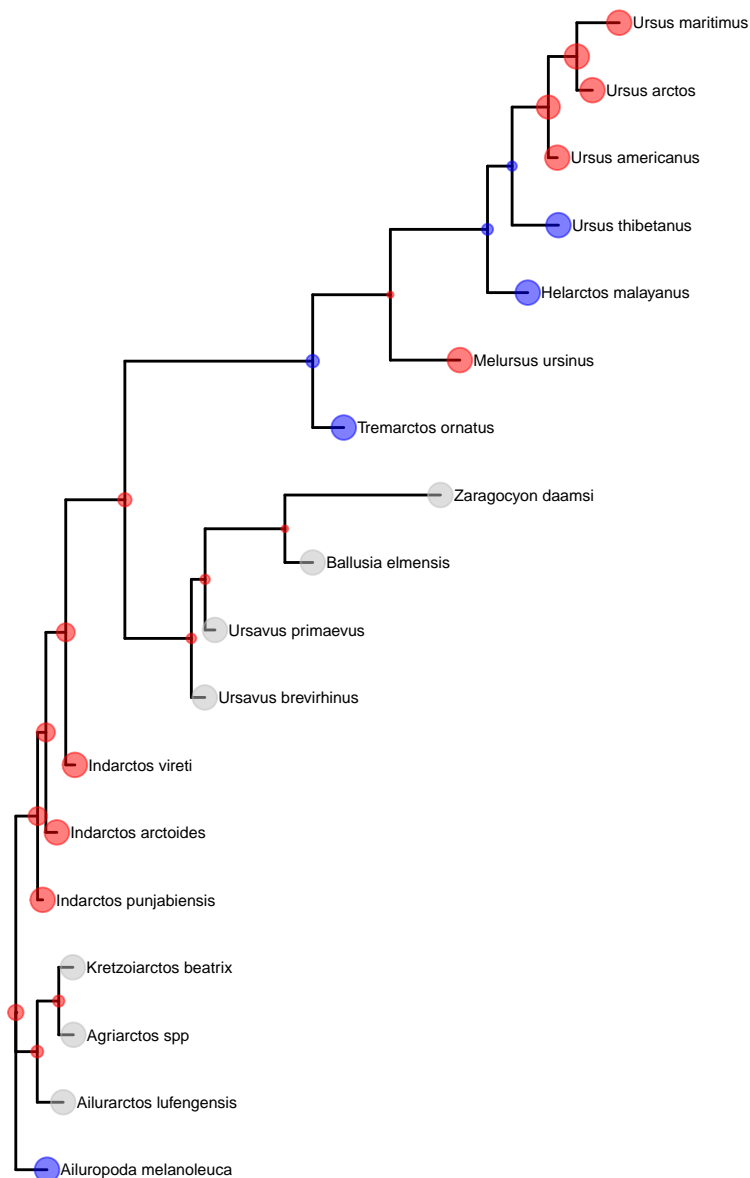 Ursus maritimus
Ursus arctos
Ursus americanus
Ursus thibetanus
Helarctos malayanus
Melursus ursinus
Tremarctos ornatus
Zaragocyon daamsi
Ballusia elmensis
Ursavus primaevus
Ursavus brevirhinus
Indarctos vireti
Indarctos arctoides
Indarctos punjabiensis
Kretzoiarctos beatrix
Agriarctos spp
Ailurarctos lufengensis
Ailuropoda melanoleuca